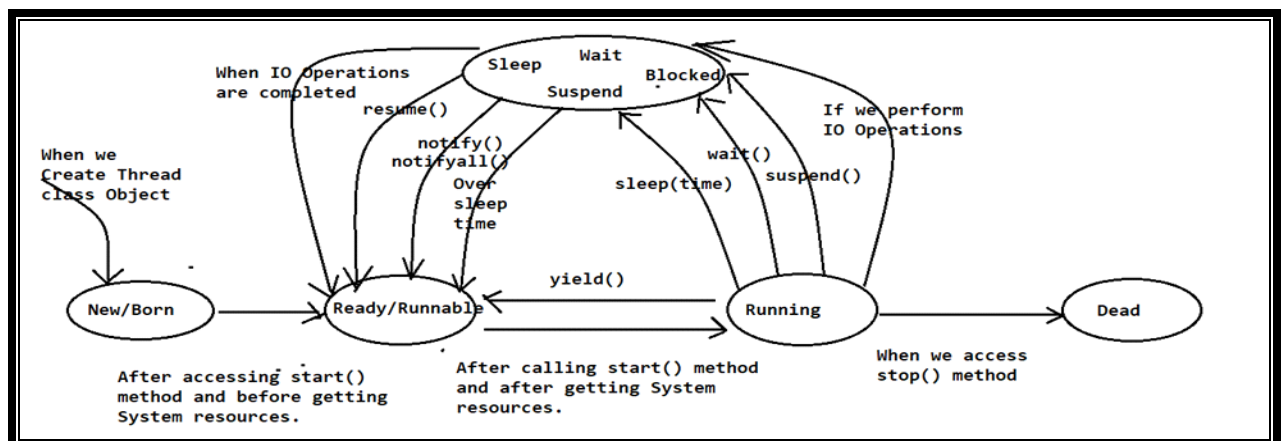 Wait
Sleep
Blocked
Suspend
When IO Operations
are completed
resume()
notify()
notifyall()
Over
sleep
time
wait()
sleep(time)
suspend()
If we perform
IO Operations
When we
Create Thread
class Object
New/Born
Ready/Runnable
yield()
Running
Dead
After accessing start()
method and before getting
System resources.
After calling start() method
and after getting System
resources.
When we access
stop() method